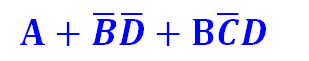 A + B̅D̅ + BC̅D